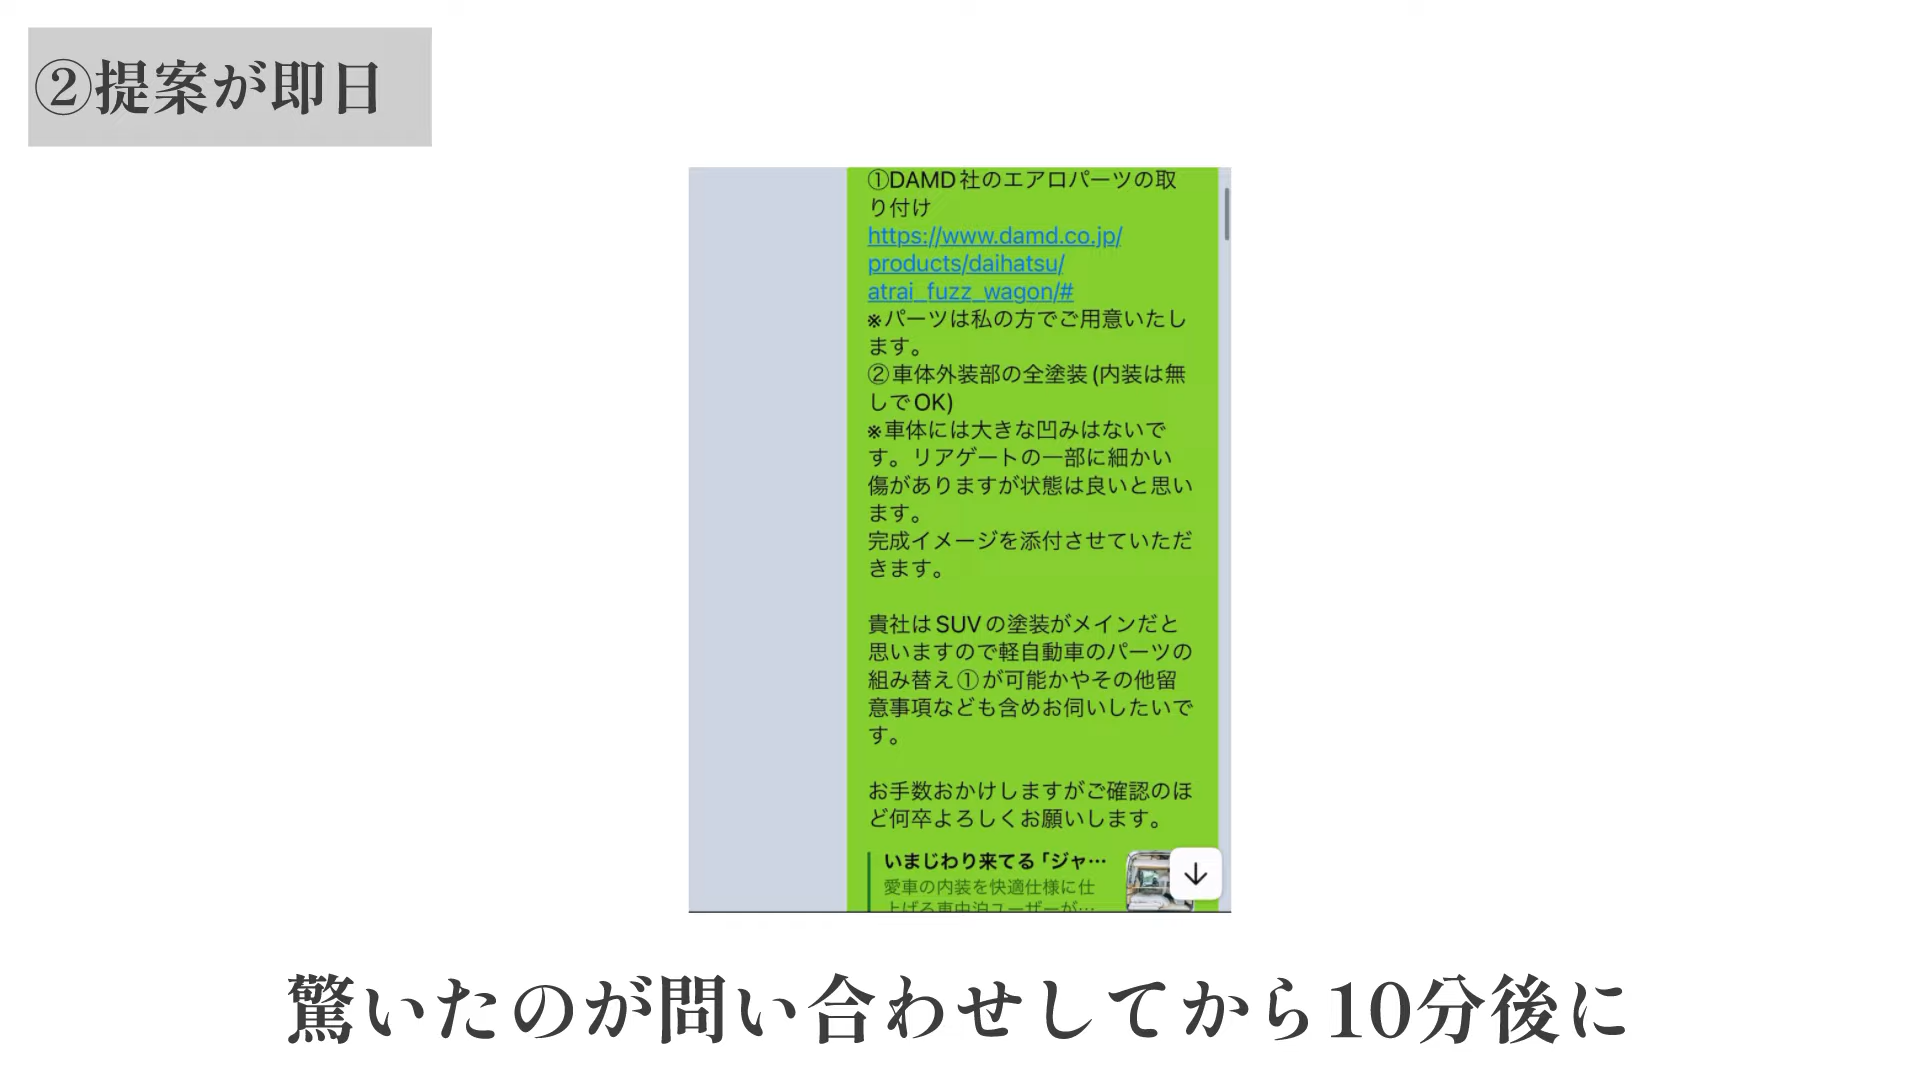 ②提案が即日
①DAMD社のエアロパーツの取
り付け
https://www.damd.co.jp/
products/daihatsu/
atrai_fuzz_wagon/#
※パーツは私の方でご用意いたし
ます。
②車体外装部の全塗装(内装は無
しでOK)
※車体には大きな凹みはないで
す。リアゲートの一部に細かい
傷がありますが状態は良いと思い
ます。
完成イメージを添付させていただ
きます。
貴社はSUVの塗装がメインだと
思いますので軽自動車のパーツの
組み替え①が可能かやその他留
意事項なども含めお伺いしたいで
す。
お手数おかけしますがご確認のほ
ど何卒よろしくお願いします。
いまじわり来てる「ジャ…
愛車の内装を快適仕様に仕
上げる車中泊ユーザーが…
驚いたのが問い合わせしてから10分後に